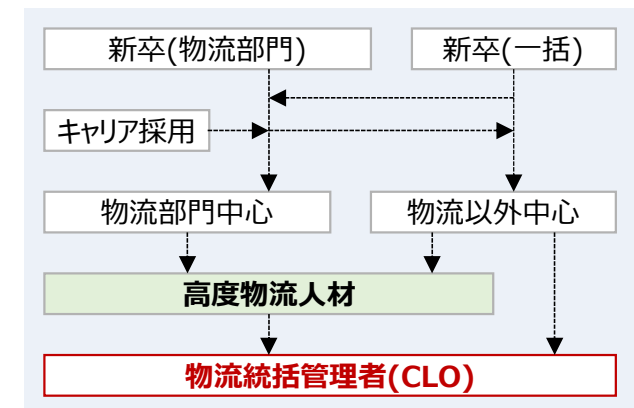 新卒(物流部門)
新卒(一括)
キャリア採用
物流部門中心
物流以外中心
高度物流人材
物流統括管理者(CLO)